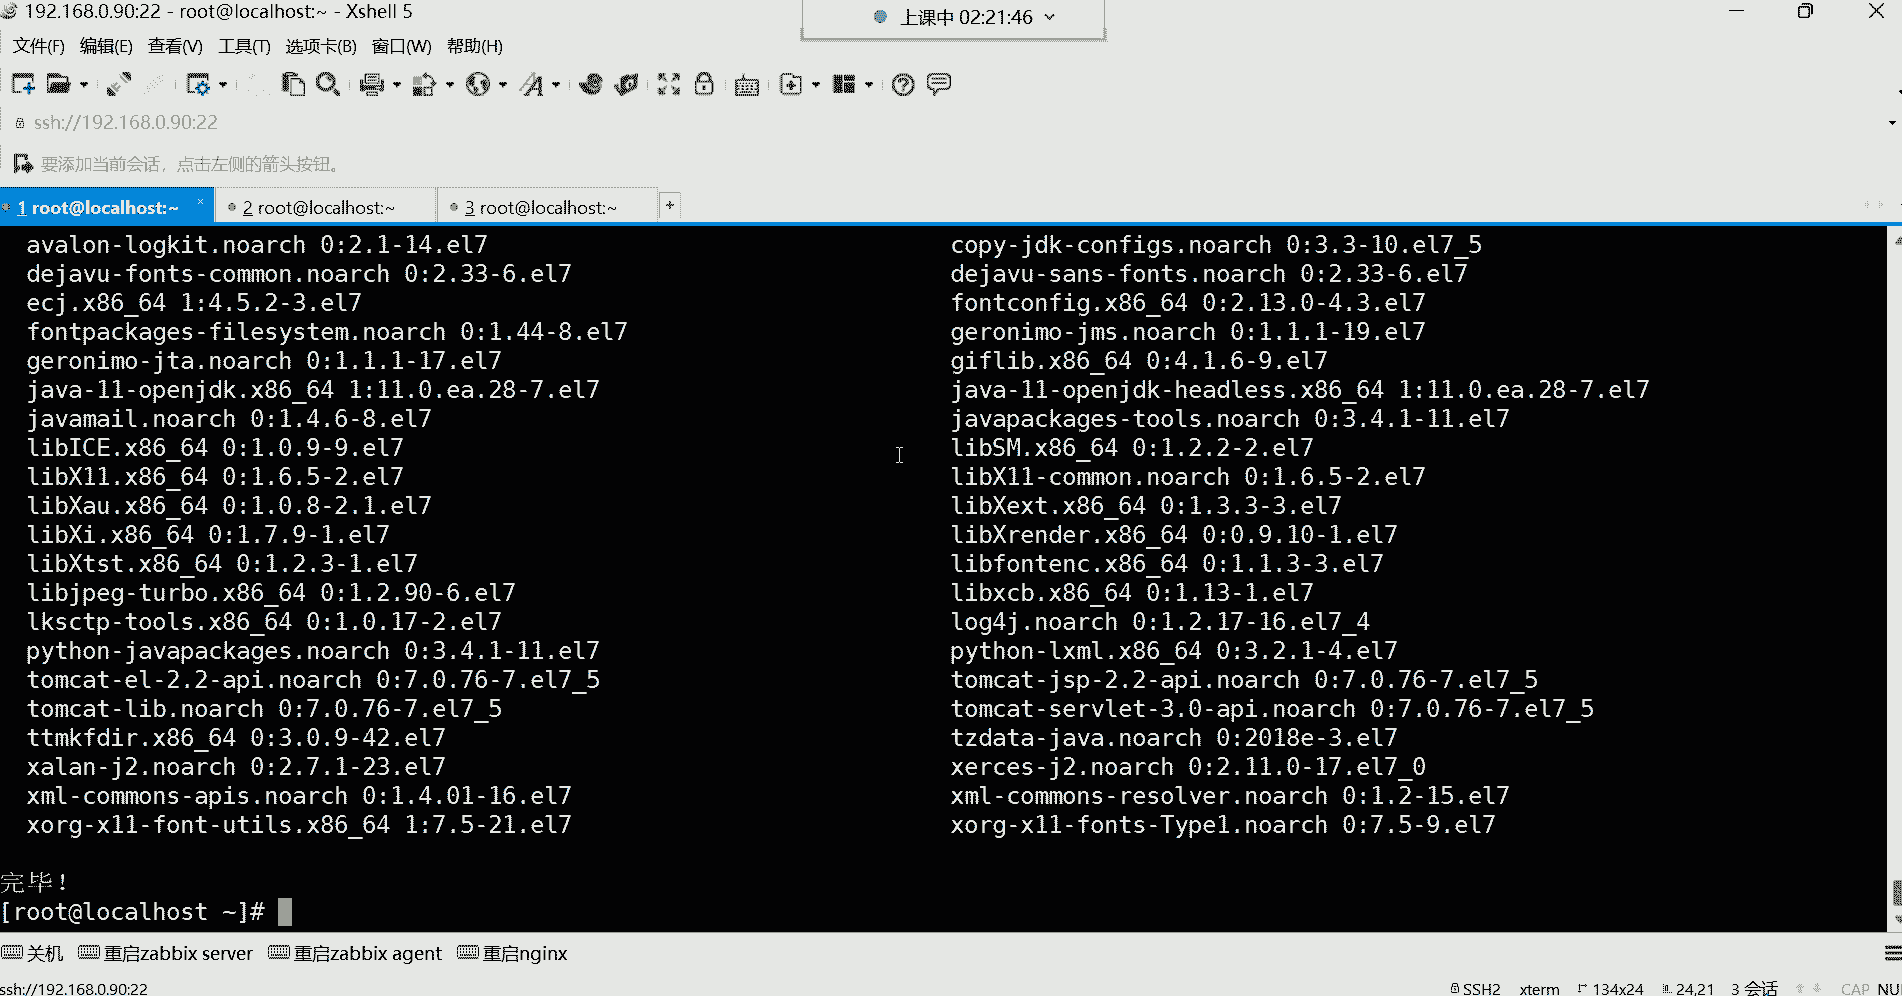 192.168.0.90:22 - root@localhost:~ - Xshell 5
上课中 02:21:46
文件(F) 编辑(E) 查看(V) 工具(T) 选项卡(B) 窗口(W) 帮助(H)
ssh://192.168.0.90:22
要添加当前会话，点击左侧的箭头按钮。
1 root@localhost:~ × 2 root@localhost:~ 3 root@localhost:~ +
avalon-logkit.noarch 0:2.1-14.el7 copy-jdk-configs.noarch 0:3.3-10.el7_5
dejavu-fonts-common.noarch 0:2.33-6.el7 dejavu-sans-fonts.noarch 0:2.33-6.el7
ecj.x86_64 1:4.5.2-3.el7 fontconfig.x86_64 0:2.13.0-4.3.el7
fontpackages-filesystem.noarch 0:1.44-8.el7 geronimo-jms.noarch 0:1.1.1-19.el7
geronimo-jta.noarch 0:1.1.1-17.el7 giflib.x86_64 0:4.1.6-9.el7
java-11-openjdk.x86_64 1:11.0.ea.28-7.el7 java-11-openjdk-headless.x86_64 1:11.0.ea.28-7.el7
javamail.noarch 0:1.4.6-8.el7 javapackages-tools.noarch 0:3.4.1-11.el7
libICE.x86_64 0:1.0.9-9.el7 libSM.x86_64 0:1.2.2-2.el7
libX11.x86_64 0:1.6.5-2.el7 libX11-common.noarch 0:1.6.5-2.el7
libXau.x86_64 0:1.0.8-2.1.el7 libXext.x86_64 0:1.3.3-3.el7
libXi.x86_64 0:1.7.9-1.el7 libXrender.x86_64 0:0.9.10-1.el7
libXtst.x86_64 0:1.2.3-1.el7 libfontenc.x86_64 0:1.1.3-3.el7
libjpeg-turbo.x86_64 0:1.2.90-6.el7 libxcb.x86_64 0:1.13-1.el7
lksctp-tools.x86_64 0:1.0.17-2.el7 log4j.noarch 0:1.2.17-16.el7_4
python-javapackages.noarch 0:3.4.1-11.el7 python-lxml.x86_64 0:3.2.1-4.el7
tomcat-el-2.2-api.noarch 0:7.0.76-7.el7_5 tomcat-jsp-2.2-api.noarch 0:7.0.76-7.el7_5
tomcat-lib.noarch 0:7.0.76-7.el7_5 tomcat-servlet-3.0-api.noarch 0:7.0.76-7.el7_5
ttmkfdir.x86_64 0:3.0.9-42.el7 tzdata-java.noarch 0:2018e-3.el7
xalan-j2.noarch 0:2.7.1-23.el7 xerces-j2.noarch 0:2.11.0-17.el7_0
xml-commons-apis.noarch 0:1.4.01-16.el7 xml-commons-resolver.noarch 0:1.2-15.el7
xorg-x11-font-utils.x86_64 1:7.5-21.el7 xorg-x11-fonts-Type1.noarch 0:7.5-9.el7
完毕！
[root@localhost ~]#
关机 重启zabbix server 重启zabbix agent 重启nginx
ssh://192.168.0.90:22 SSH2 xterm 134x24 24,21 3 会话 CAP NU